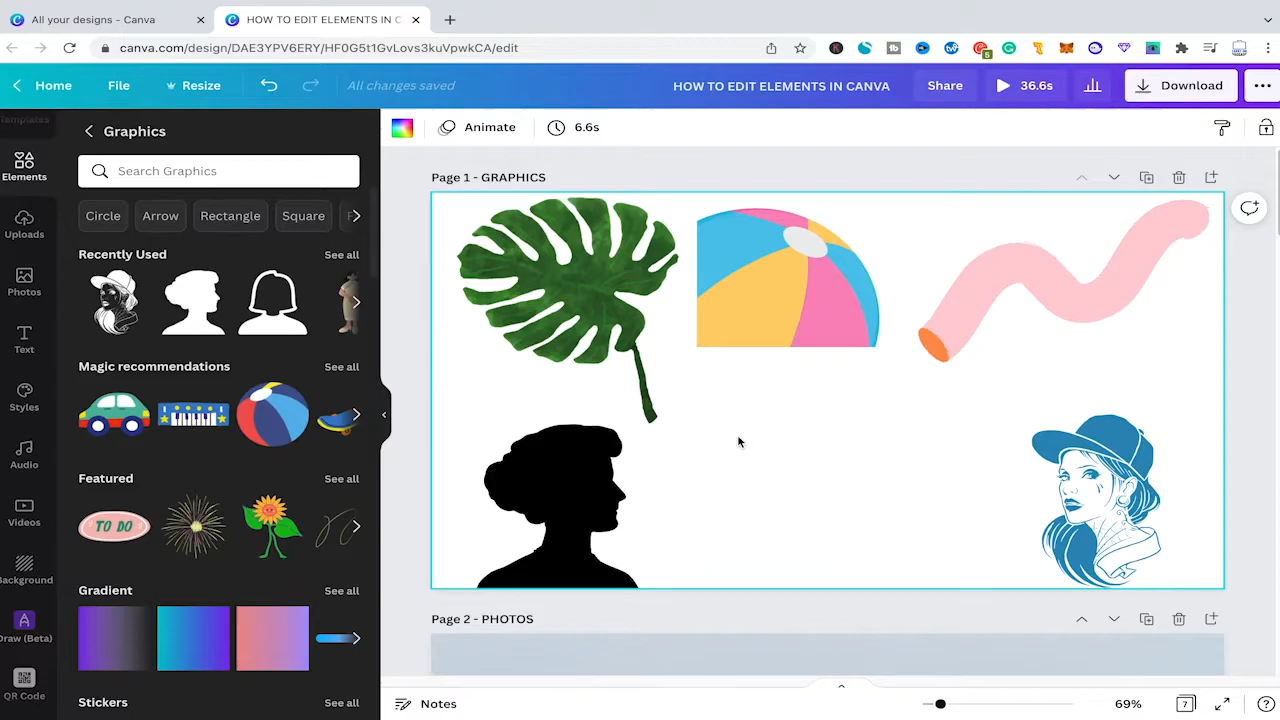 All your designs - Canva
HOW TO EDIT ELEMENTS IN C
canva.com/design/DAE3YPV6ERY/HF0G5t1GvLovs3kuVpwkCA/edit
Home
File
Resize
All changes saved
HOW TO EDIT ELEMENTS IN CANVA
Share
36.6s
Download
Templates
Elements
Uploads
Photos
Text
Styles
Audio
Videos
Background
Draw (Beta)
QR Code
Graphics
Search Graphics
Circle
Arrow
Rectangle
Square
Recently Used
See all
Magic recommendations
See all
Featured
See all
TO DO
Gradient
See all
Stickers
See all
Animate
6.6s
Page 1 - GRAPHICS
Page 2 - PHOTOS
Notes
69%
7